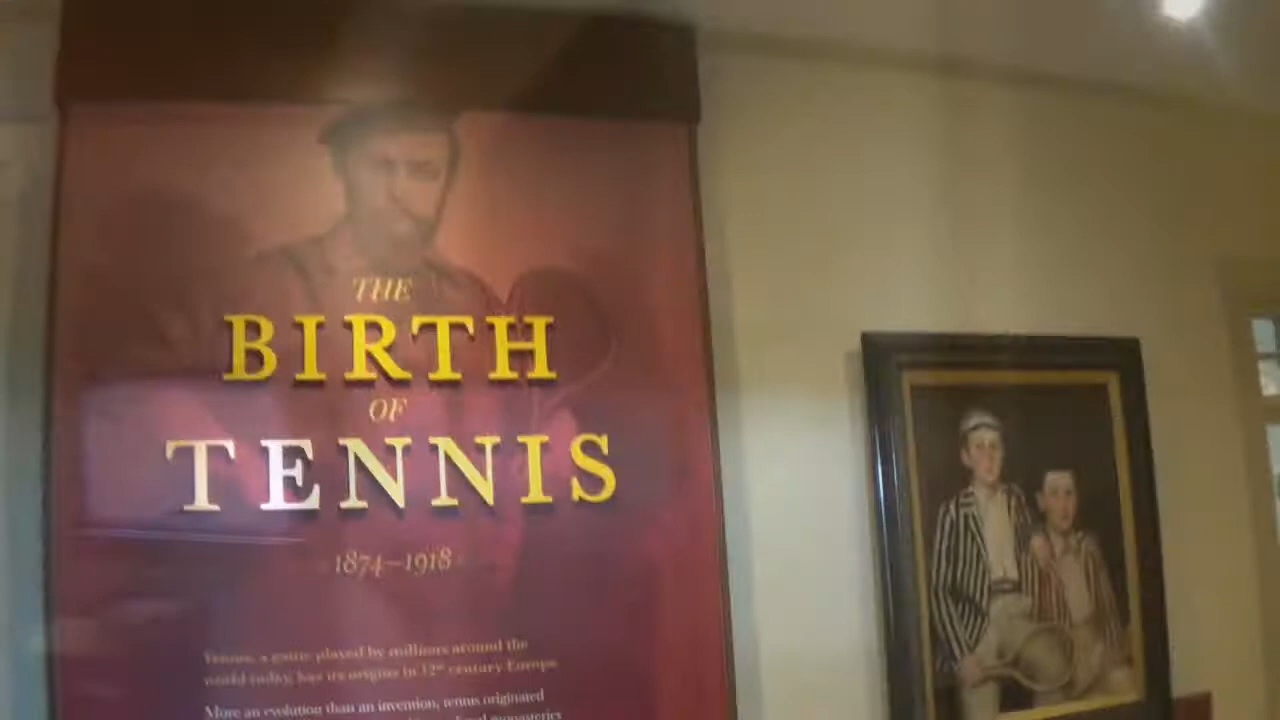 THE
BIRTH
OF
TENNIS
1874–1918
Tennis, a game played by millions around the
world today, has its origins in 12th century Europe
More an evolution than an invention, tennis originated
monasteries